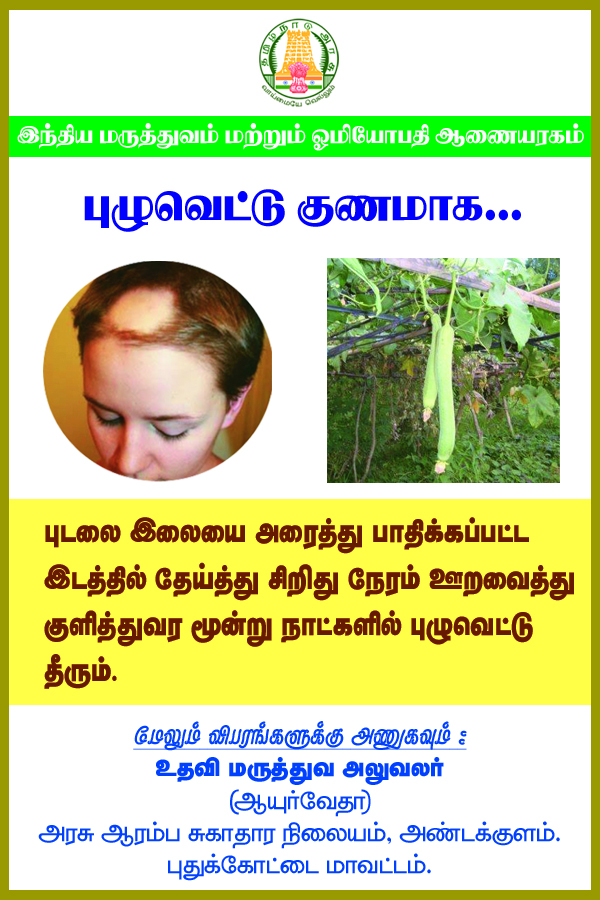 தமிழ்நாடு அரசு
வாய்மையே வெல்லும்
இந்திய மருத்துவம் மற்றும் ஓமியோபதி ஆணையரகம்
புழுவெட்டு குணமாக...
புடலை இலையை அரைத்து பாதிக்கப்பட்ட
இடத்தில் தேய்த்து சிறிது நேரம் ஊறவைத்து
குளித்துவர மூன்று நாட்களில் புழுவெட்டு
தீரும்.
மேலும் விபரங்களுக்கு அணுகவும் :
உதவி மருத்துவ அலுவலர்
(ஆயுர்வேதா)
அரசு ஆரம்ப சுகாதார நிலையம், அண்டக்குளம்.
புதுக்கோட்டை மாவட்டம்.